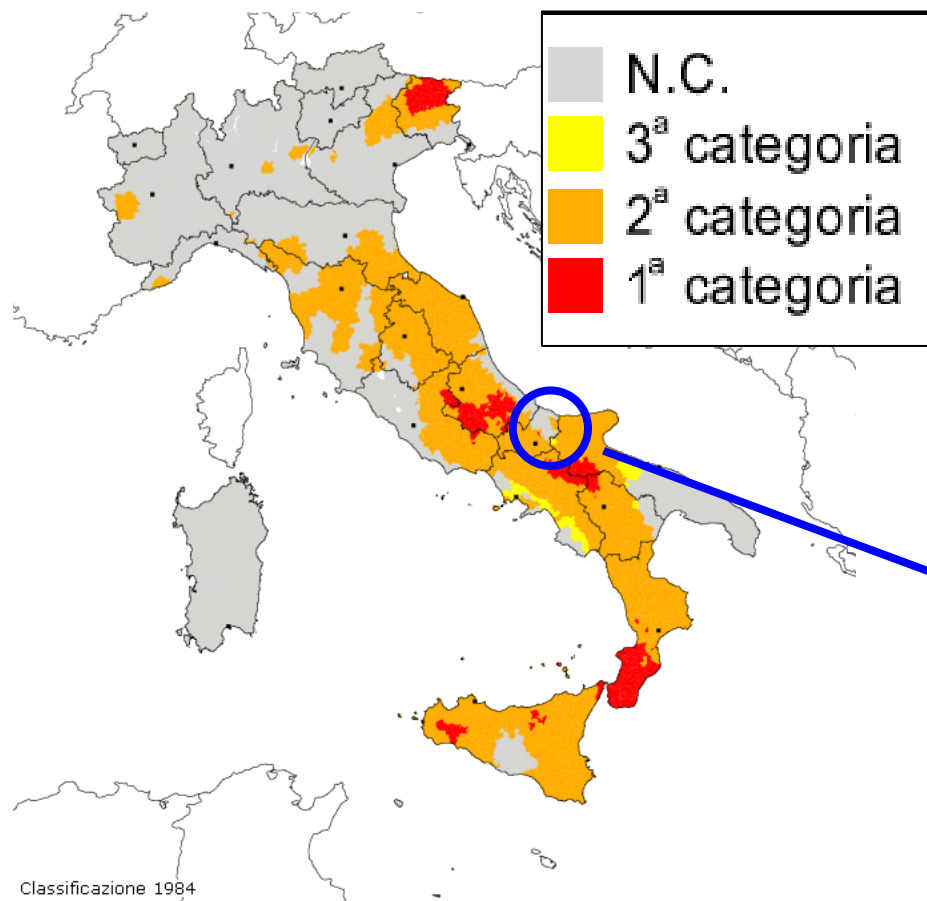 N.C.
3ª categoria
2ª categoria
1ª categoria
Classificazione 1984